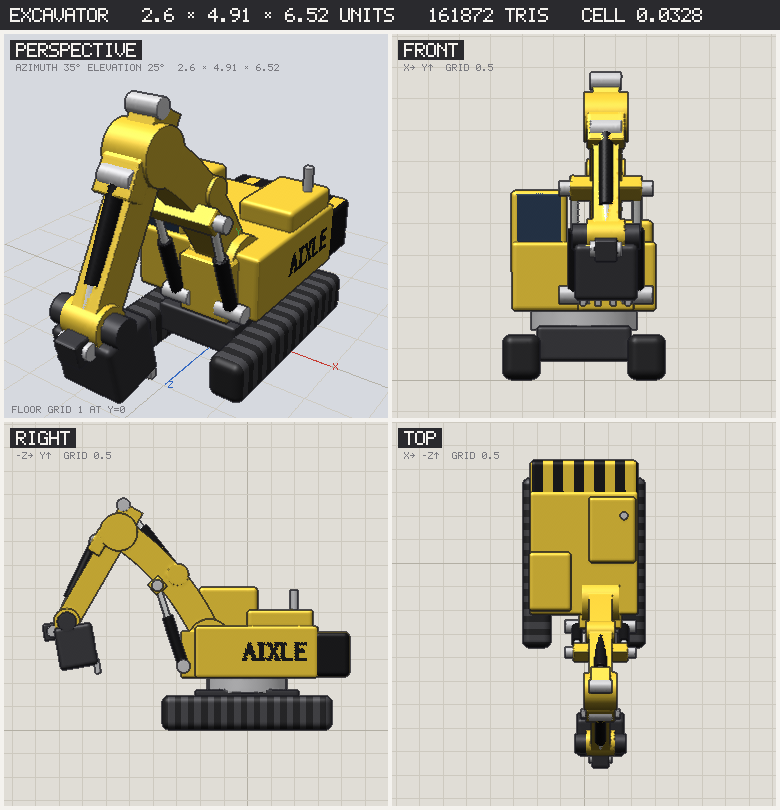 EXCAVATOR 2.6 × 4.91 × 6.52 UNITS 161872 TRIS CELL 0.0328
PERSPECTIVE
AZIMUTH 35° ELEVATION 25° 2.6 × 4.91 × 6.52
AIXLE
X
Z
FLOOR GRID 1 AT Y=0
FRONT
X→ Y↑ GRID 0.5
RIGHT
-Z→ Y↑ GRID 0.5
AIXLE
TOP
X→ -Z↑ GRID 0.5